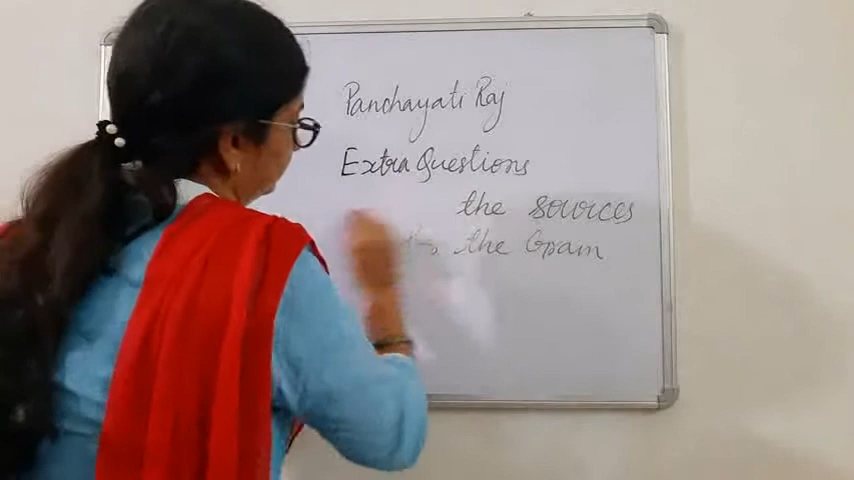 Panchayati Raj
Extra Questions
the sources
the Gram